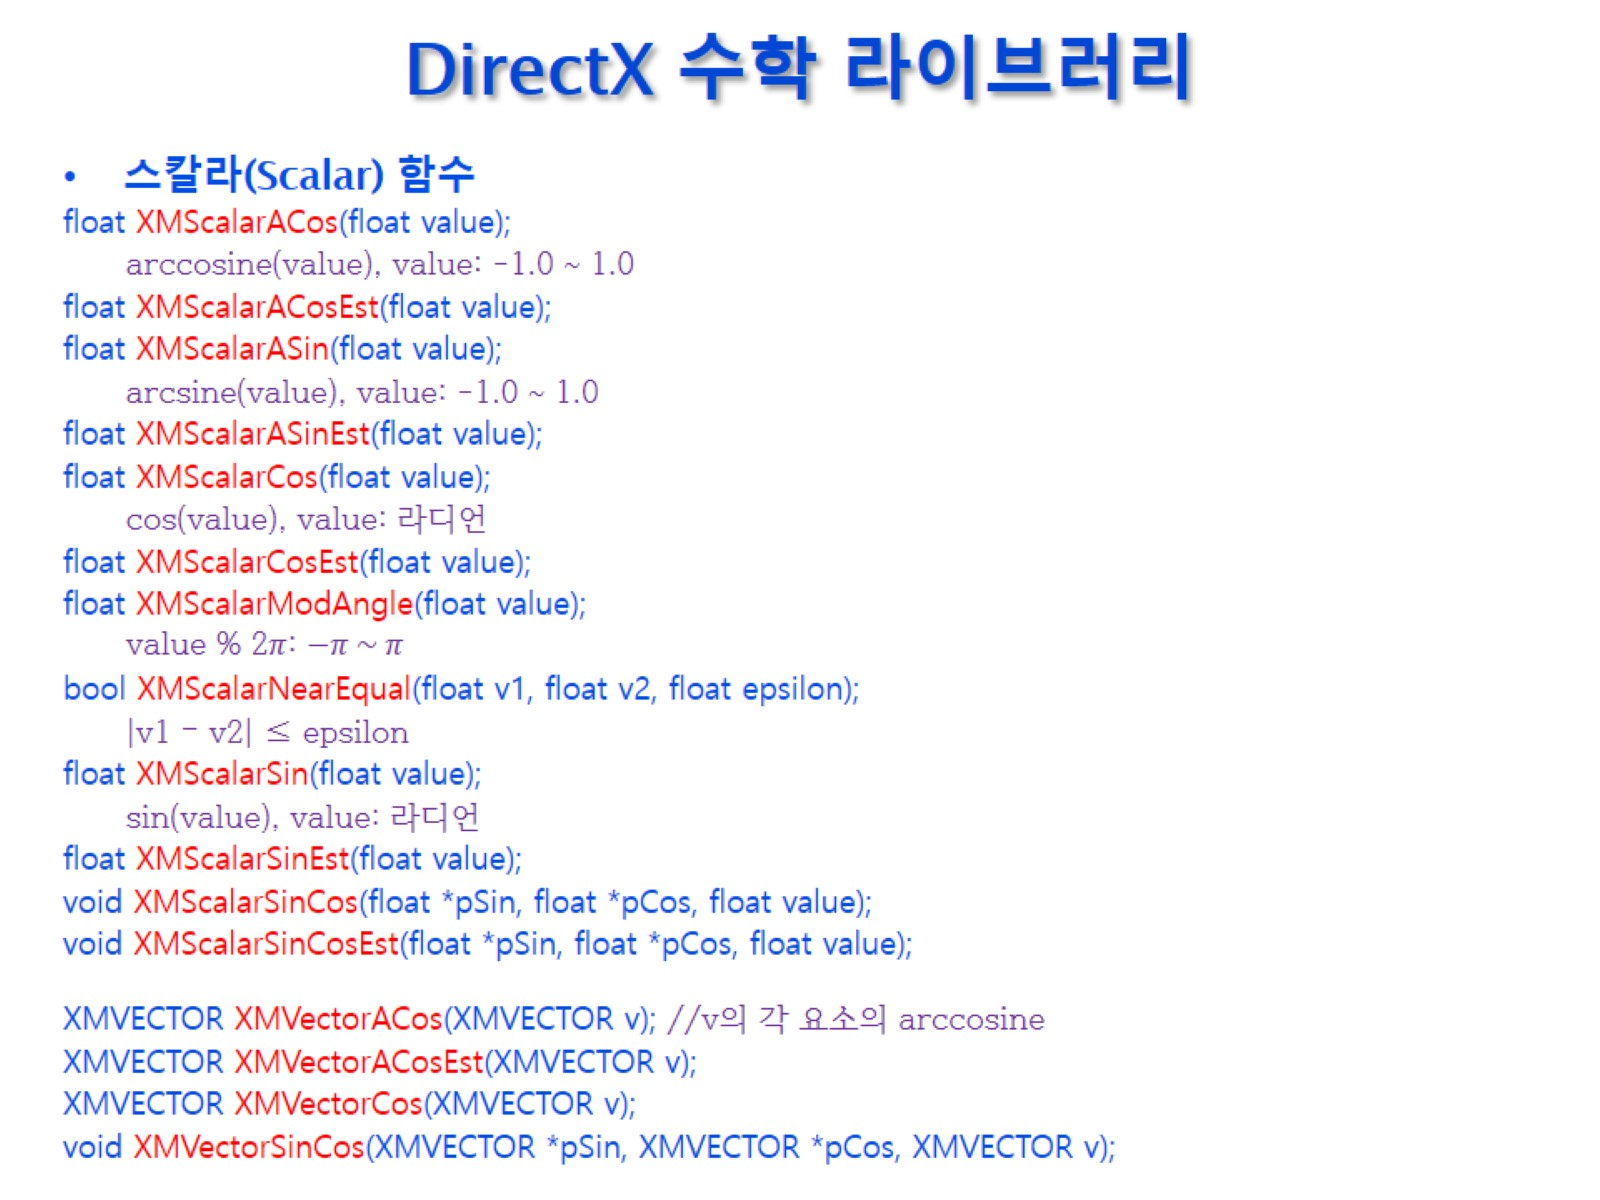 DirectX 수학 라이브러리
• 스칼라(Scalar) 함수
float XMScalarACos(float value);
arccosine(value), value: -1.0 ~ 1.0
float XMScalarACosEst(float value);
float XMScalarASin(float value);
arcsine(value), value: -1.0 ~ 1.0
float XMScalarASinEst(float value);
float XMScalarCos(float value);
cos(value), value: 라디언
float XMScalarCosEst(float value);
float XMScalarModAngle(float value);
value % 2π: −π ~ π
bool XMScalarNearEqual(float v1, float v2, float epsilon);
|v1 - v2| ≤ epsilon
float XMScalarSin(float value);
sin(value), value: 라디언
float XMScalarSinEst(float value);
void XMScalarSinCos(float *pSin, float *pCos, float value);
void XMScalarSinCosEst(float *pSin, float *pCos, float value);
XMVECTOR XMVectorACos(XMVECTOR v); //v의 각 요소의 arccosine
XMVECTOR XMVectorACosEst(XMVECTOR v);
XMVECTOR XMVectorCos(XMVECTOR v);
void XMVectorSinCos(XMVECTOR *pSin, XMVECTOR *pCos, XMVECTOR v);